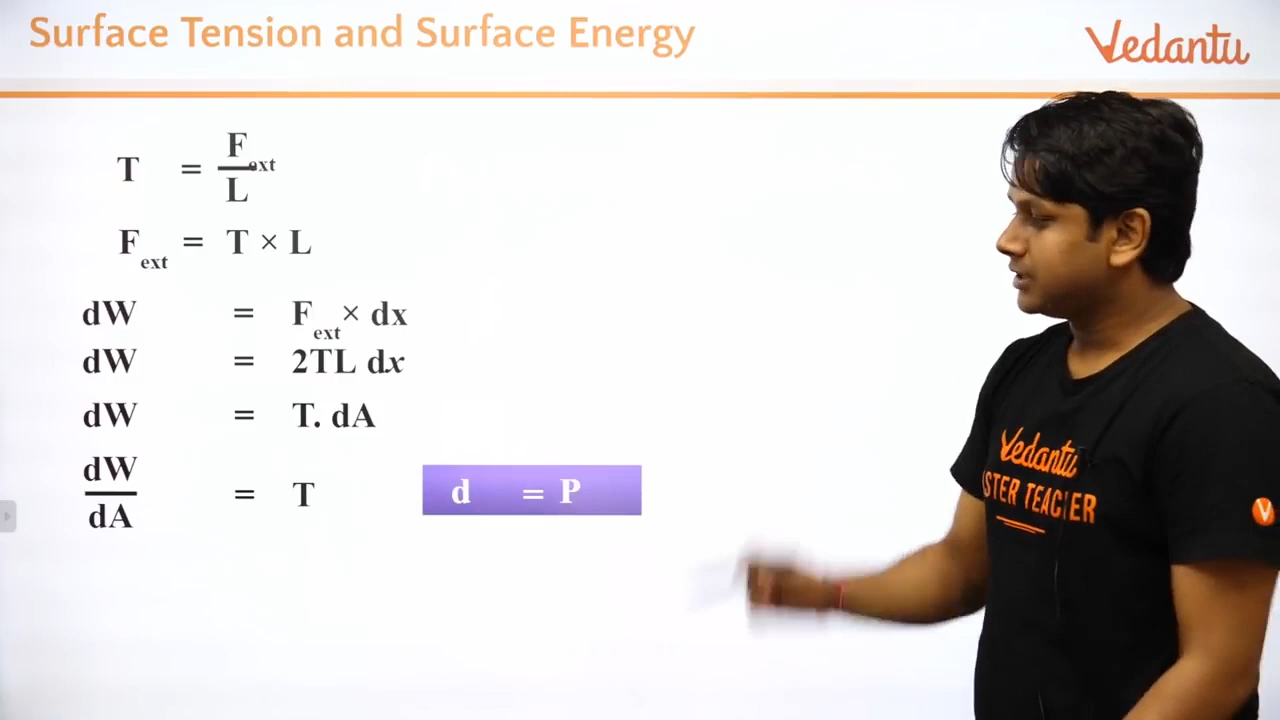 Surface Tension and Surface Energy
Vedantu
T = F_ext / L
F_ext = T × L
dW = F_ext × dx
dW = 2TL dx
dW = T. dA
dW / dA = T
d = P
Vedantu
STER TEACHER
V